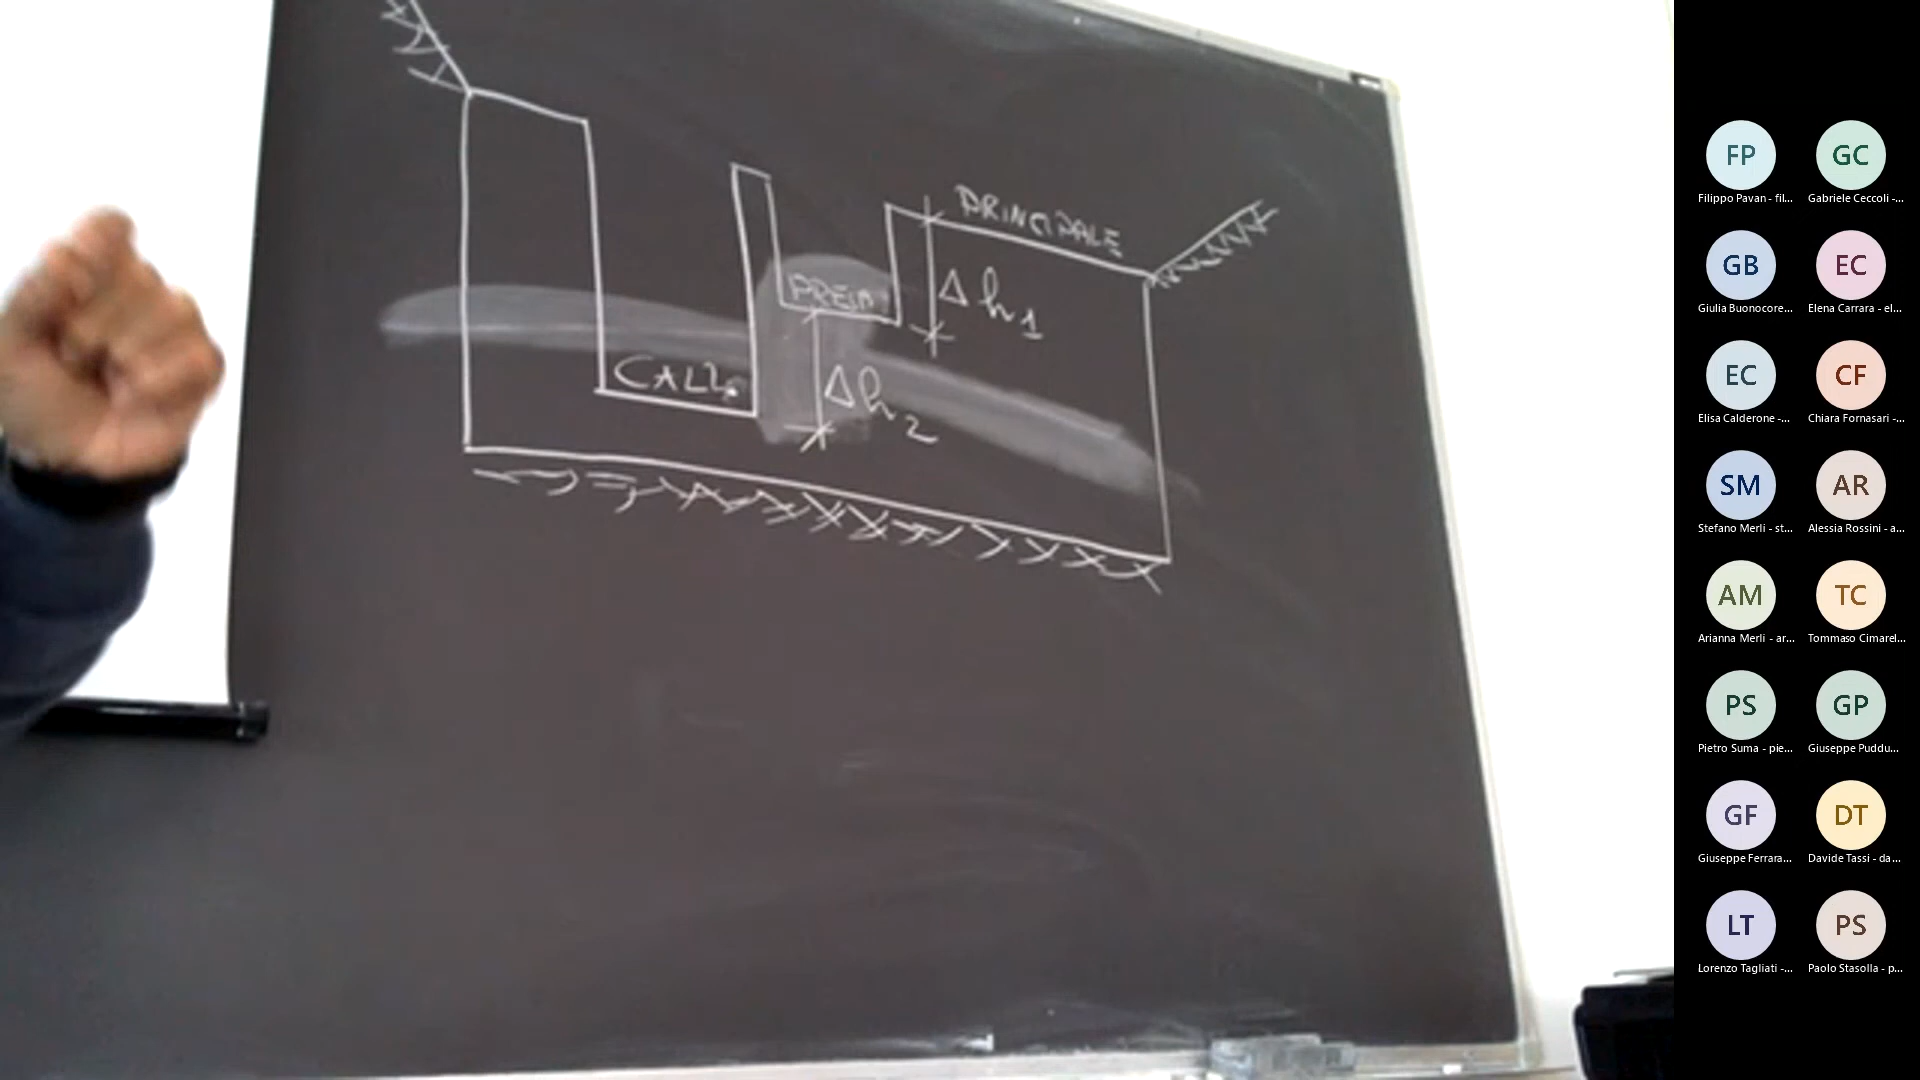 PRINCIPALE
Δh1
CALZ.
Δh2
FP
Filippo Pavan - fil...
GC
Gabriele Ceccoli -...
GB
Giulia Buonocore...
EC
Elena Carrara - el...
EC
Elisa Calderone -...
CF
Chiara Fornasari -...
SM
Stefano Merli - st...
AR
Alessia Rossini - a...
AM
Arianna Merli - ar...
TC
Tommaso Cimarel...
PS
Pietro Suma - pie...
GP
Giuseppe Puddu...
GF
Giuseppe Ferrara...
DT
Davide Tassi - da...
LT
Lorenzo Tagliati -...
PS
Paolo Stasolla - p...